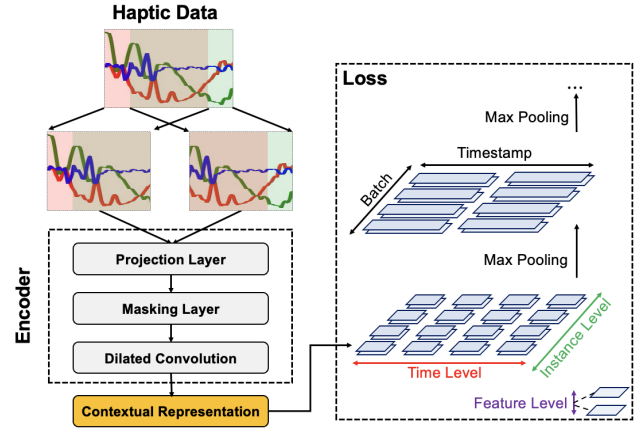 Haptic Data
Encoder
Projection Layer
Masking Layer
Dilated Convolution
Contextual Representation
Loss
...
Max Pooling
Timestamp
Batch
Max Pooling
Instance Level
Time Level
Feature Level